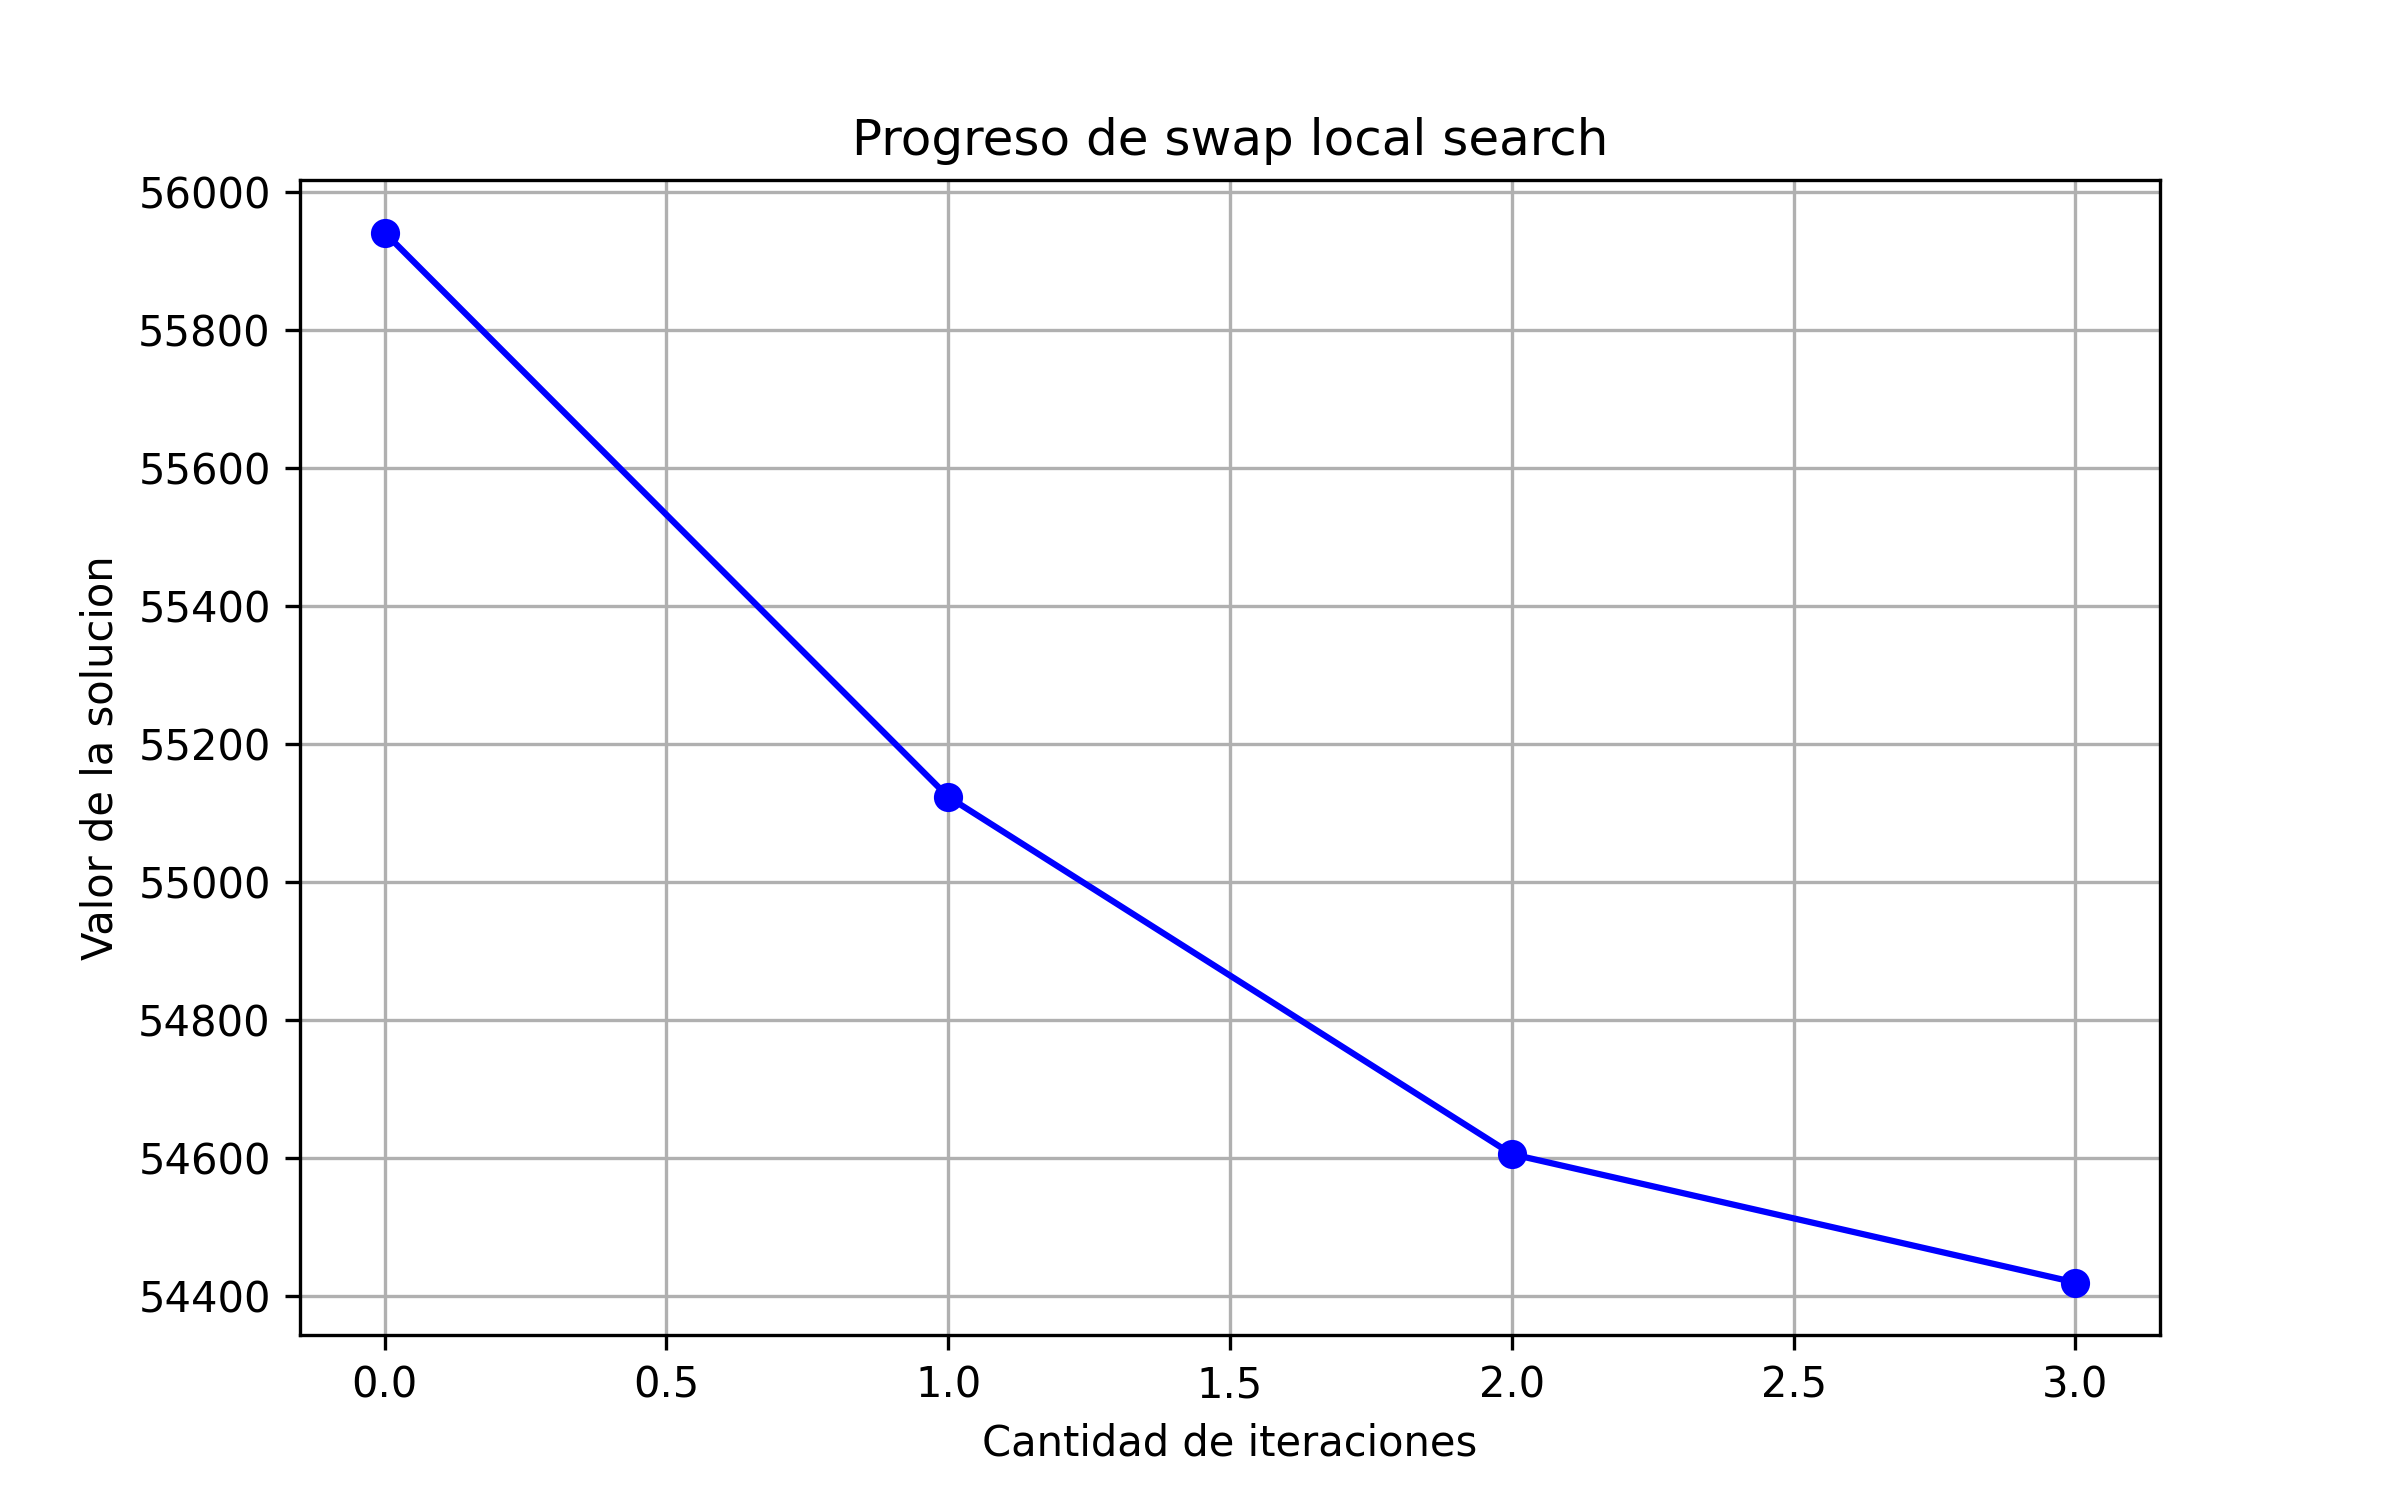 Progreso de swap local search
56000
55800
55600
55400
55200
55000
54800
54600
54400
Valor de la solucion
0.0 0.5 1.0 1.5 2.0 2.5 3.0
Cantidad de iteraciones